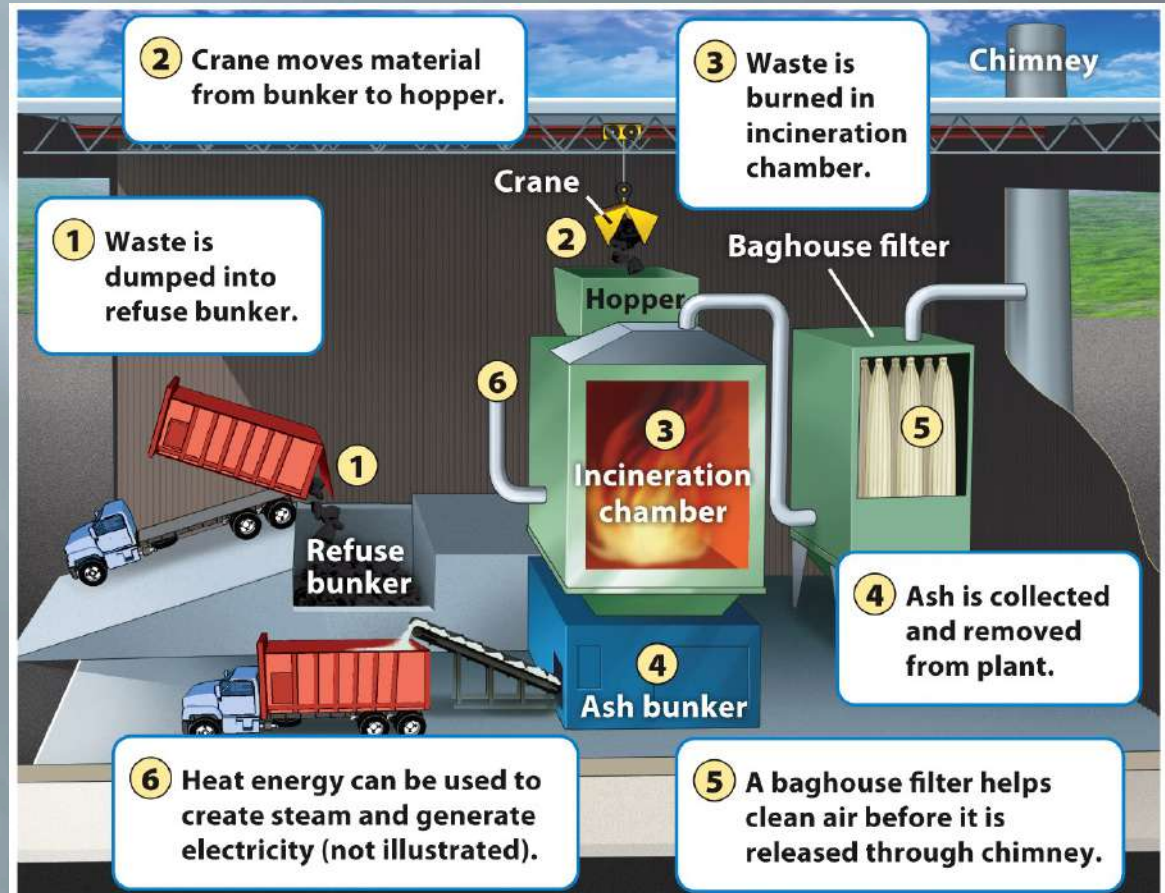 2 Crane moves material
from bunker to hopper.
3 Waste is
burned in
incineration
chamber.
Chimney
1 Waste is
dumped into
refuse bunker.
Crane
2
Hopper
Baghouse filter
6
1
3
Incineration
chamber
5
Refuse
bunker
4
Ash bunker
4 Ash is collected
and removed
from plant.
6 Heat energy can be used to
create steam and generate
electricity (not illustrated).
5 A baghouse filter helps
clean air before it is
released through chimney.